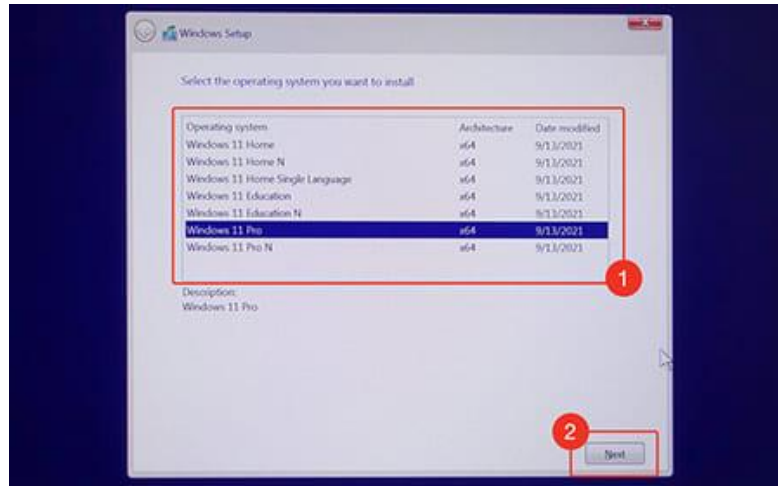 Windows Setup
Select the operating system you want to install
Operating system Architecture Date modified
Windows 11 Home x64 9/13/2021
Windows 11 Home N x64 9/13/2021
Windows 11 Home Single Language x64 9/13/2021
Windows 11 Education x64 9/13/2021
Windows 11 Education N x64 9/13/2021
Windows 11 Pro x64 9/13/2021
Windows 11 Pro N x64 9/13/2021
1
Description:
Windows 11 Pro
2
Next